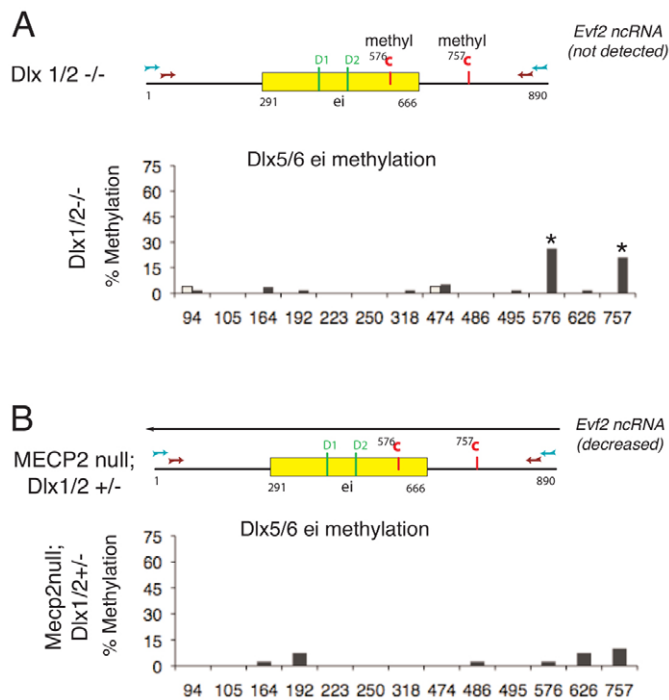 A
Evf2 ncRNA
(not detected)
methyl methyl
D1 D2 576 C 757 C
Dlx 1/2 -/-
1 291 ei 666 890
Dlx5/6 ei methylation
Dlx1/2-/-
% Methylation
75
60
45
30
15
0
* *
94 105 164 192 223 250 318 474 486 495 576 626 757
B
Evf2 ncRNA
(decreased)
D1 D2 576 C 757 C
MECP2 null;
Dlx1/2 +/-
1 291 ei 666 890
Dlx5/6 ei methylation
Mecp2null;
Dlx1/2+/-
% Methylation
75
60
45
30
15
0
94 105 164 192 223 250 318 474 486 495 576 626 757